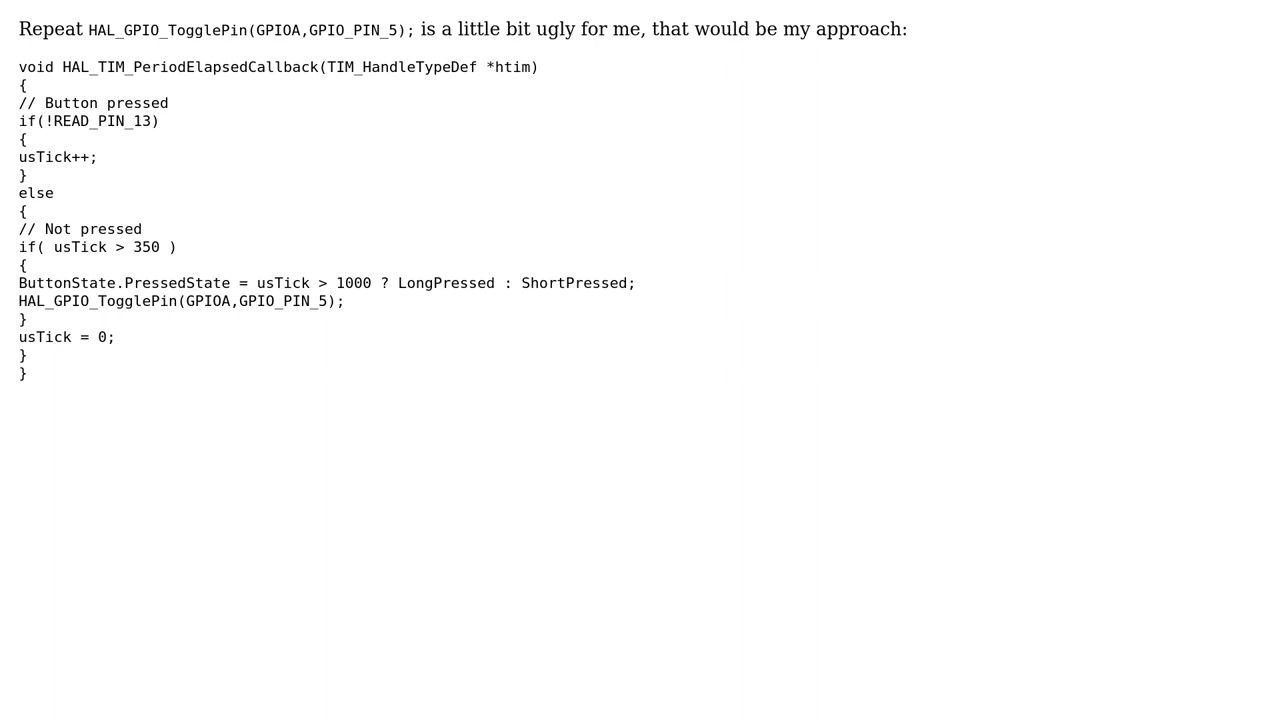 Repeat HAL_GPIO_TogglePin(GPIOA,GPIO_PIN_5); is a little bit ugly for me, that would be my approach:
void HAL_TIM_PeriodElapsedCallback(TIM_HandleTypeDef *htim)
{
// Button pressed
if(!READ_PIN_13)
{
usTick++;
}
else
{
// Not pressed
if( usTick > 350 )
{
ButtonState.PressedState = usTick > 1000 ? LongPressed : ShortPressed;
HAL_GPIO_TogglePin(GPIOA,GPIO_PIN_5);
}
usTick = 0;
}
}